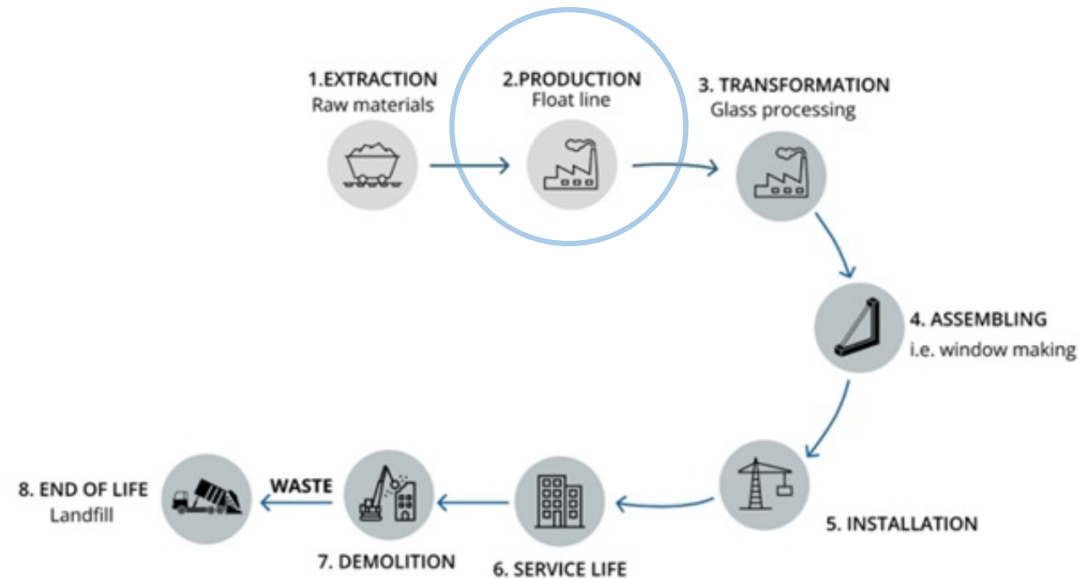 1.EXTRACTION
Raw materials
2.PRODUCTION
Float line
3. TRANSFORMATION
Glass processing
4. ASSEMBLING
i.e. window making
5. INSTALLATION
6. SERVICE LIFE
7. DEMOLITION
WASTE
8. END OF LIFE
Landfill